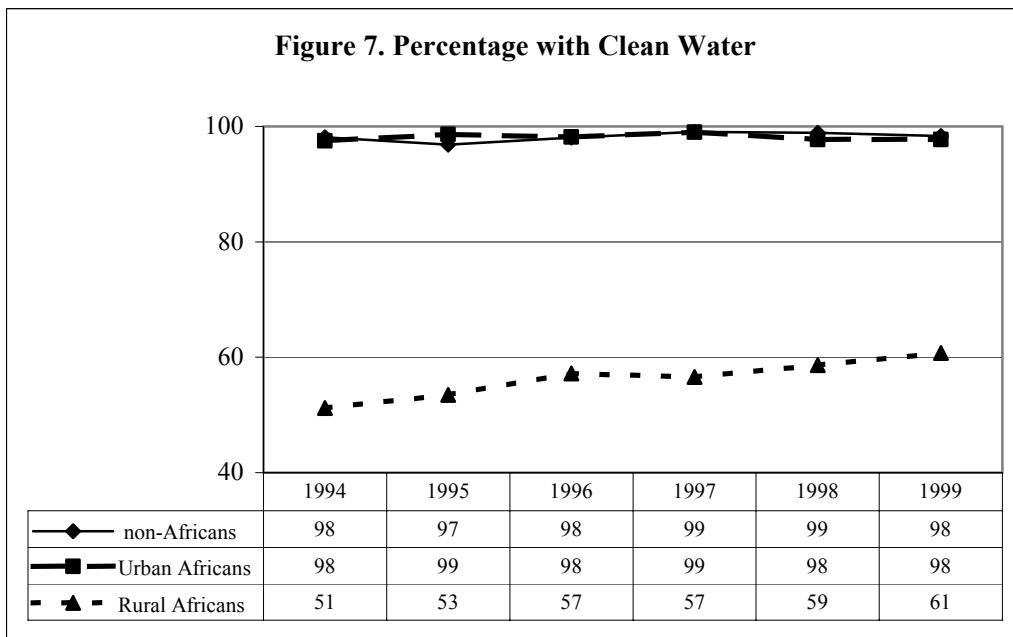 Figure 7. Percentage with Clean Water
100
80
60
40
1994 1995 1996 1997 1998 1999
non-Africans 98 97 98 99 99 98
Urban Africans 98 99 98 99 98 98
Rural Africans 51 53 57 57 59 61